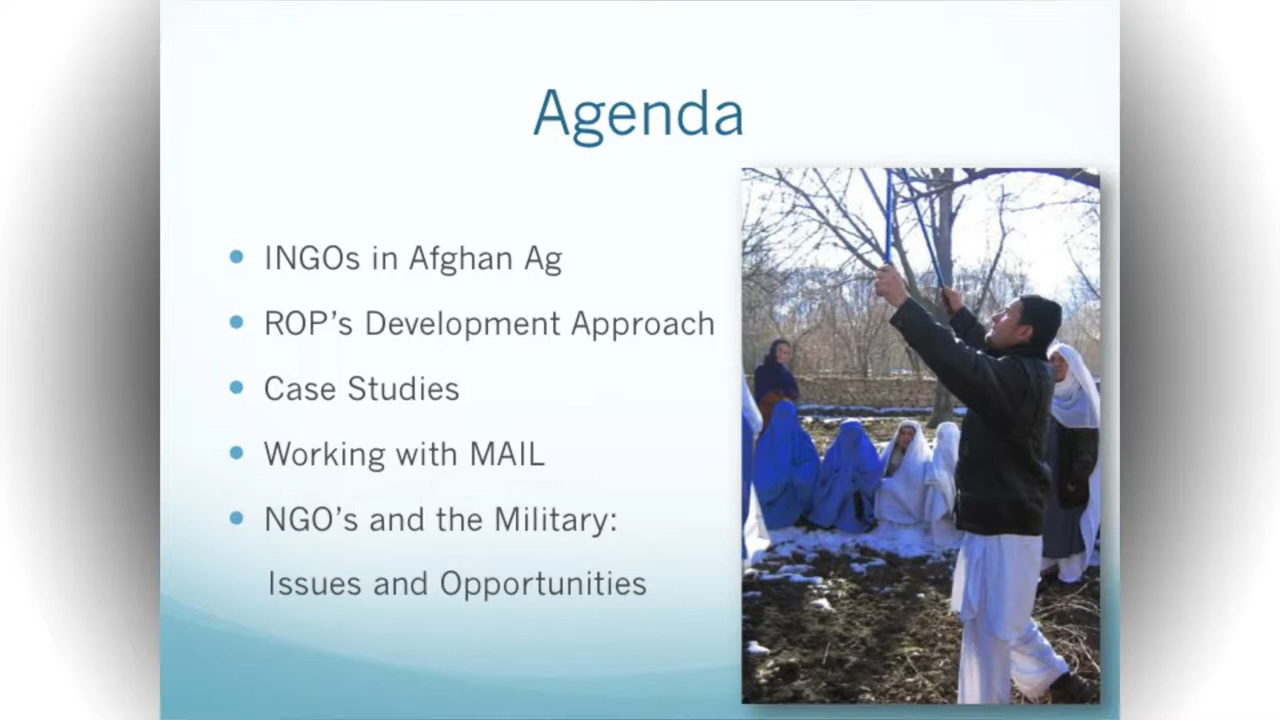 Agenda
INGOs in Afghan Ag
ROP’s Development Approach
Case Studies
Working with MAIL
NGO’s and the Military:
Issues and Opportunities